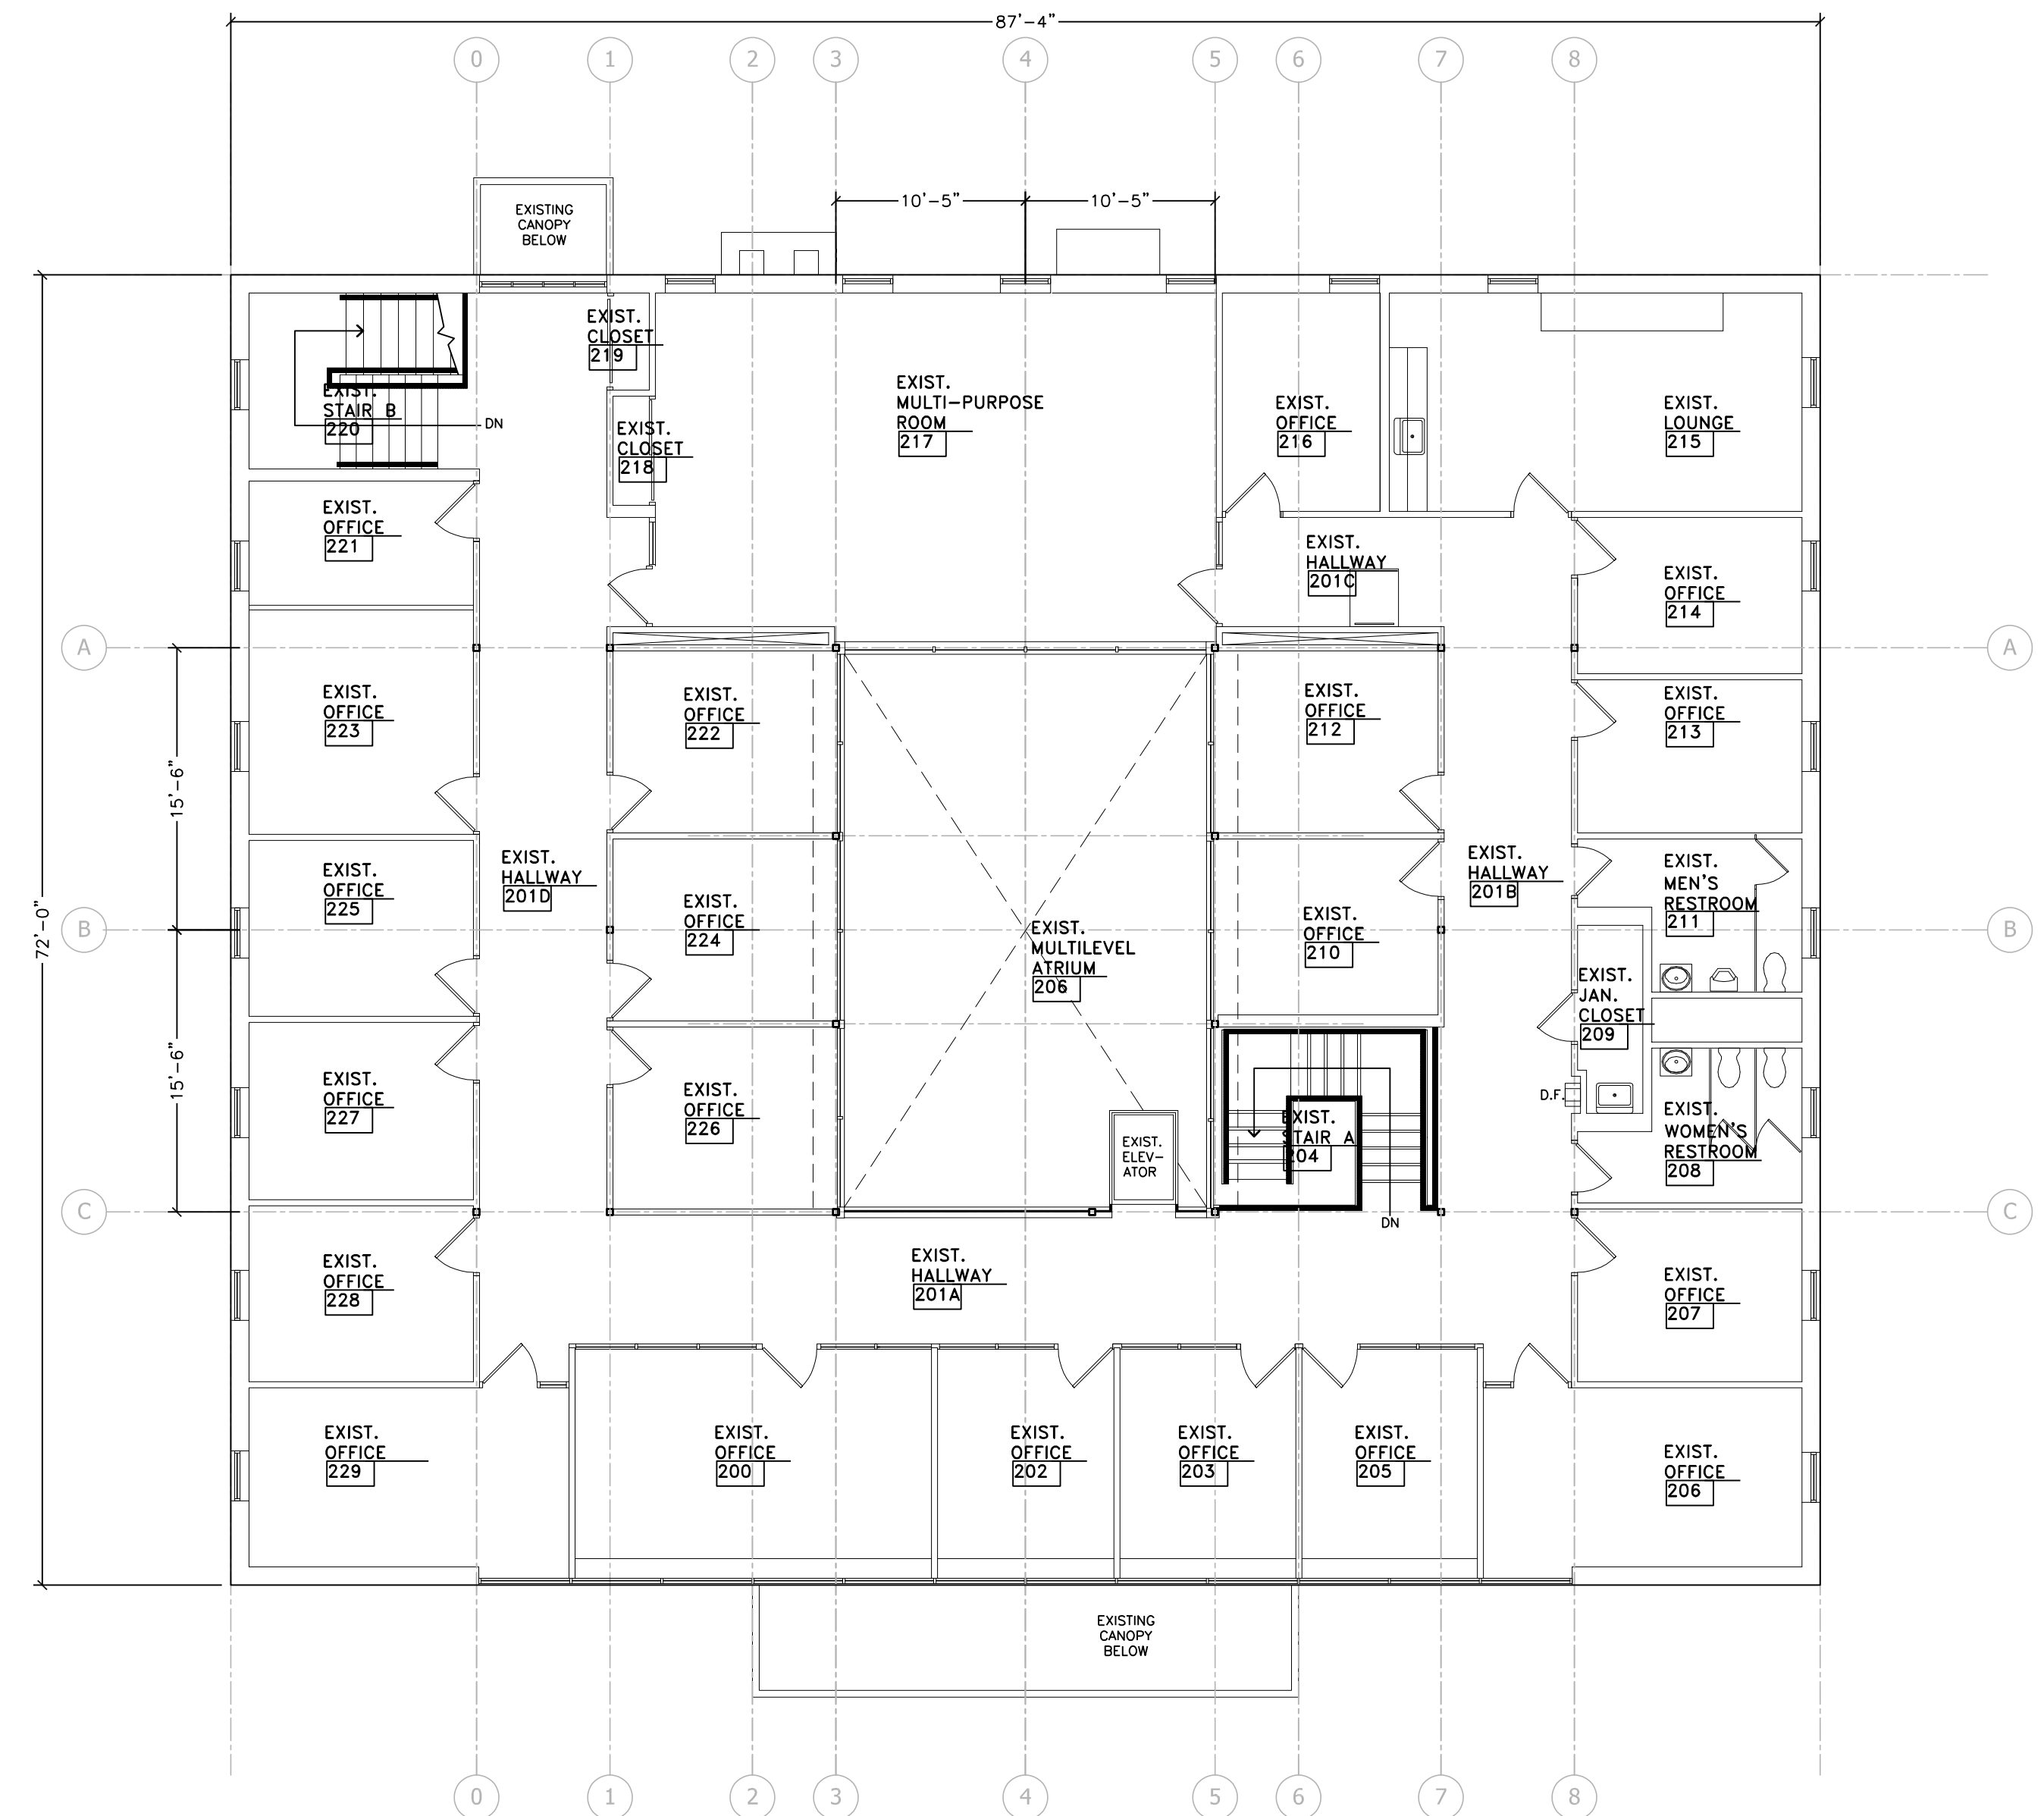 87'-4"
0 1 2 3 4 5 6 7 8
10'-5" 10'-5"
EXISTING
CANOPY
BELOW
EXIST.
CLOSET
219
EXIST.
STAIR B
220
DN
EXIST.
CLOSET
218
EXIST.
MULTI-PURPOSE
ROOM
217
EXIST.
OFFICE
216
EXIST.
LOUNGE
215
EXIST.
OFFICE
221
EXIST.
HALLWAY
201C
EXIST.
OFFICE
214
A A
EXIST.
OFFICE
223
EXIST.
OFFICE
222
EXIST.
OFFICE
212
EXIST.
OFFICE
213
15'-6"
EXIST.
OFFICE
225
EXIST.
HALLWAY
201D
EXIST.
OFFICE
224
EXIST.
MULTILEVEL
ATRIUM
206
EXIST.
OFFICE
210
EXIST.
HALLWAY
201B
EXIST.
MEN'S
RESTROOM
211
72'-0"
B B
EXIST.
JAN.
CLOSET
209
15'-6"
EXIST.
OFFICE
227
EXIST.
OFFICE
226
EXIST.
ELEV-
ATOR
EXIST.
STAIR A
204
DN
D.F.
EXIST.
WOMEN'S
RESTROOM
208
C C
EXIST.
OFFICE
228
EXIST.
HALLWAY
201A
EXIST.
OFFICE
207
EXIST.
OFFICE
229
EXIST.
OFFICE
200
EXIST.
OFFICE
202
EXIST.
OFFICE
203
EXIST.
OFFICE
205
EXIST.
OFFICE
206
EXISTING
CANOPY
BELOW
0 1 2 3 4 5 6 7 8